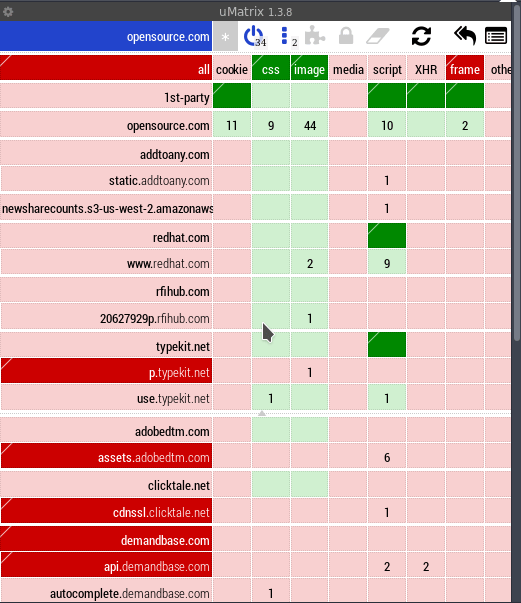 uMatrix 1.3.8
opensource.com * 34 2
all cookie css image media script XHR frame othe
1st-party
opensource.com 11 9 44 10 2
addtoany.com
static.addtoany.com 1
newsharecounts.s3-us-west-2.amazonaws 1
redhat.com
www.redhat.com 2 9
rfihub.com
20627929p.rfihub.com 1
typekit.net
p.typekit.net 1
use.typekit.net 1 1
adobedtm.com
assets.adobedtm.com 6
clicktale.net
cdnssl.clicktale.net 1
demandbase.com
api.demandbase.com 2 2
autocomplete.demandbase.com 1